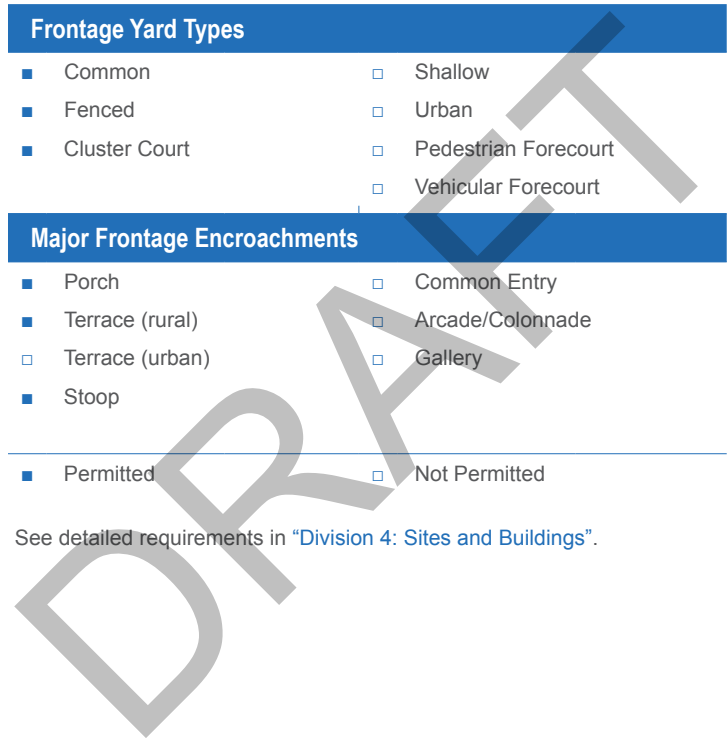 Frontage Yard Types
■ Common
□ Shallow
■ Fenced
□ Urban
■ Cluster Court
□ Pedestrian Forecourt
□ Vehicular Forecourt
Major Frontage Encroachments
■ Porch
□ Common Entry
■ Terrace (rural)
□ Arcade/Colonnade
□ Terrace (urban)
□ Gallery
■ Stoop
■ Permitted
□ Not Permitted
See detailed requirements in “Division 4: Sites and Buildings”.
DRAFT